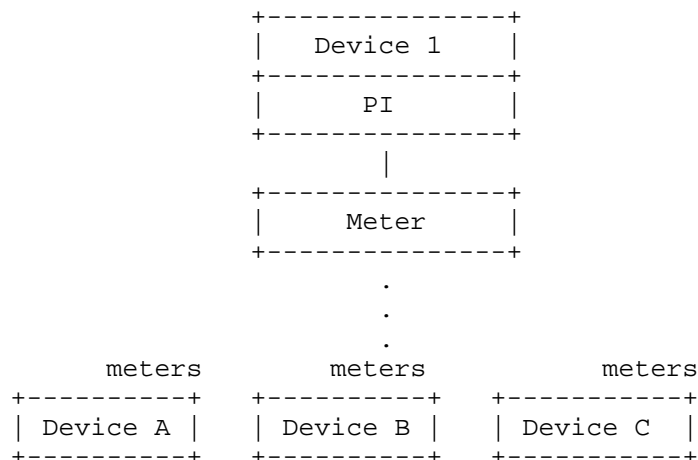 Device 1
PI
Meter
.
.
.
meters meters meters
Device A Device B Device C